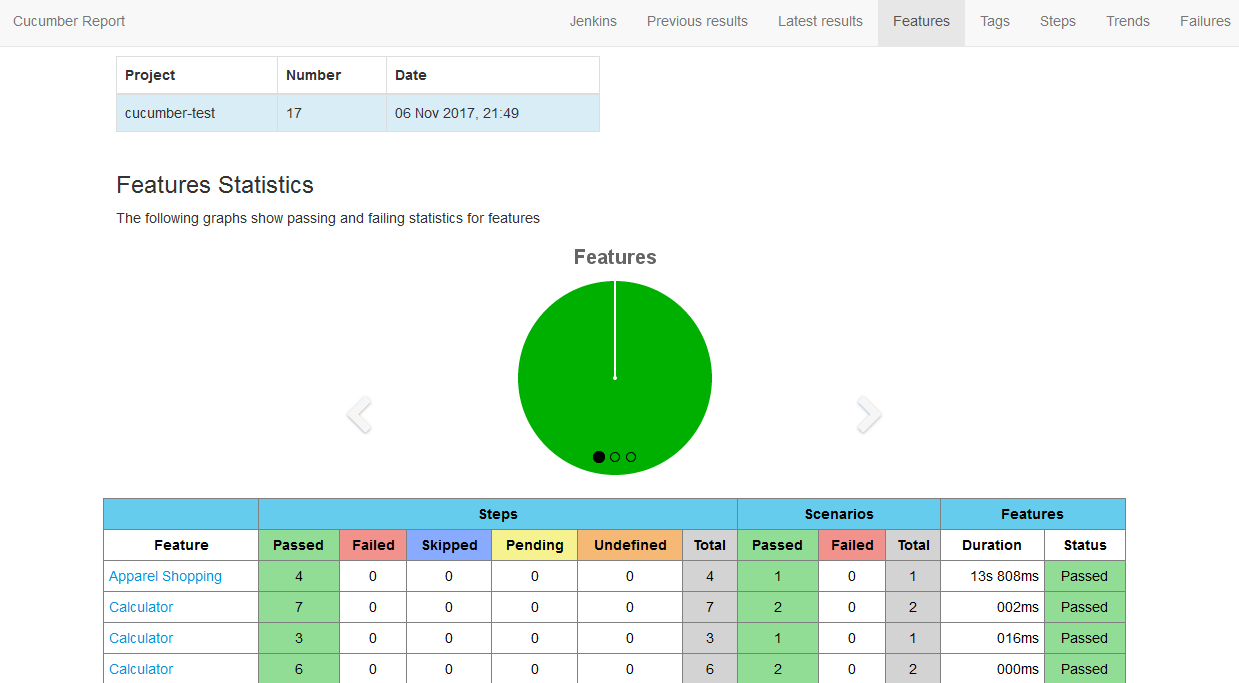 Cucumber Report Jenkins Previous results Latest results Features Tags Steps Trends Failures
Project Number Date
cucumber-test 17 06 Nov 2017, 21:49
Features Statistics
The following graphs show passing and failing statistics for features
Features
Steps Scenarios Features
Feature Passed Failed Skipped Pending Undefined Total Passed Failed Total Duration Status
Apparel Shopping 4 0 0 0 0 4 1 0 1 13s 808ms Passed
Calculator 7 0 0 0 0 7 2 0 2 002ms Passed
Calculator 3 0 0 0 0 3 1 0 1 016ms Passed
Calculator 6 0 0 0 0 6 2 0 2 000ms Passed